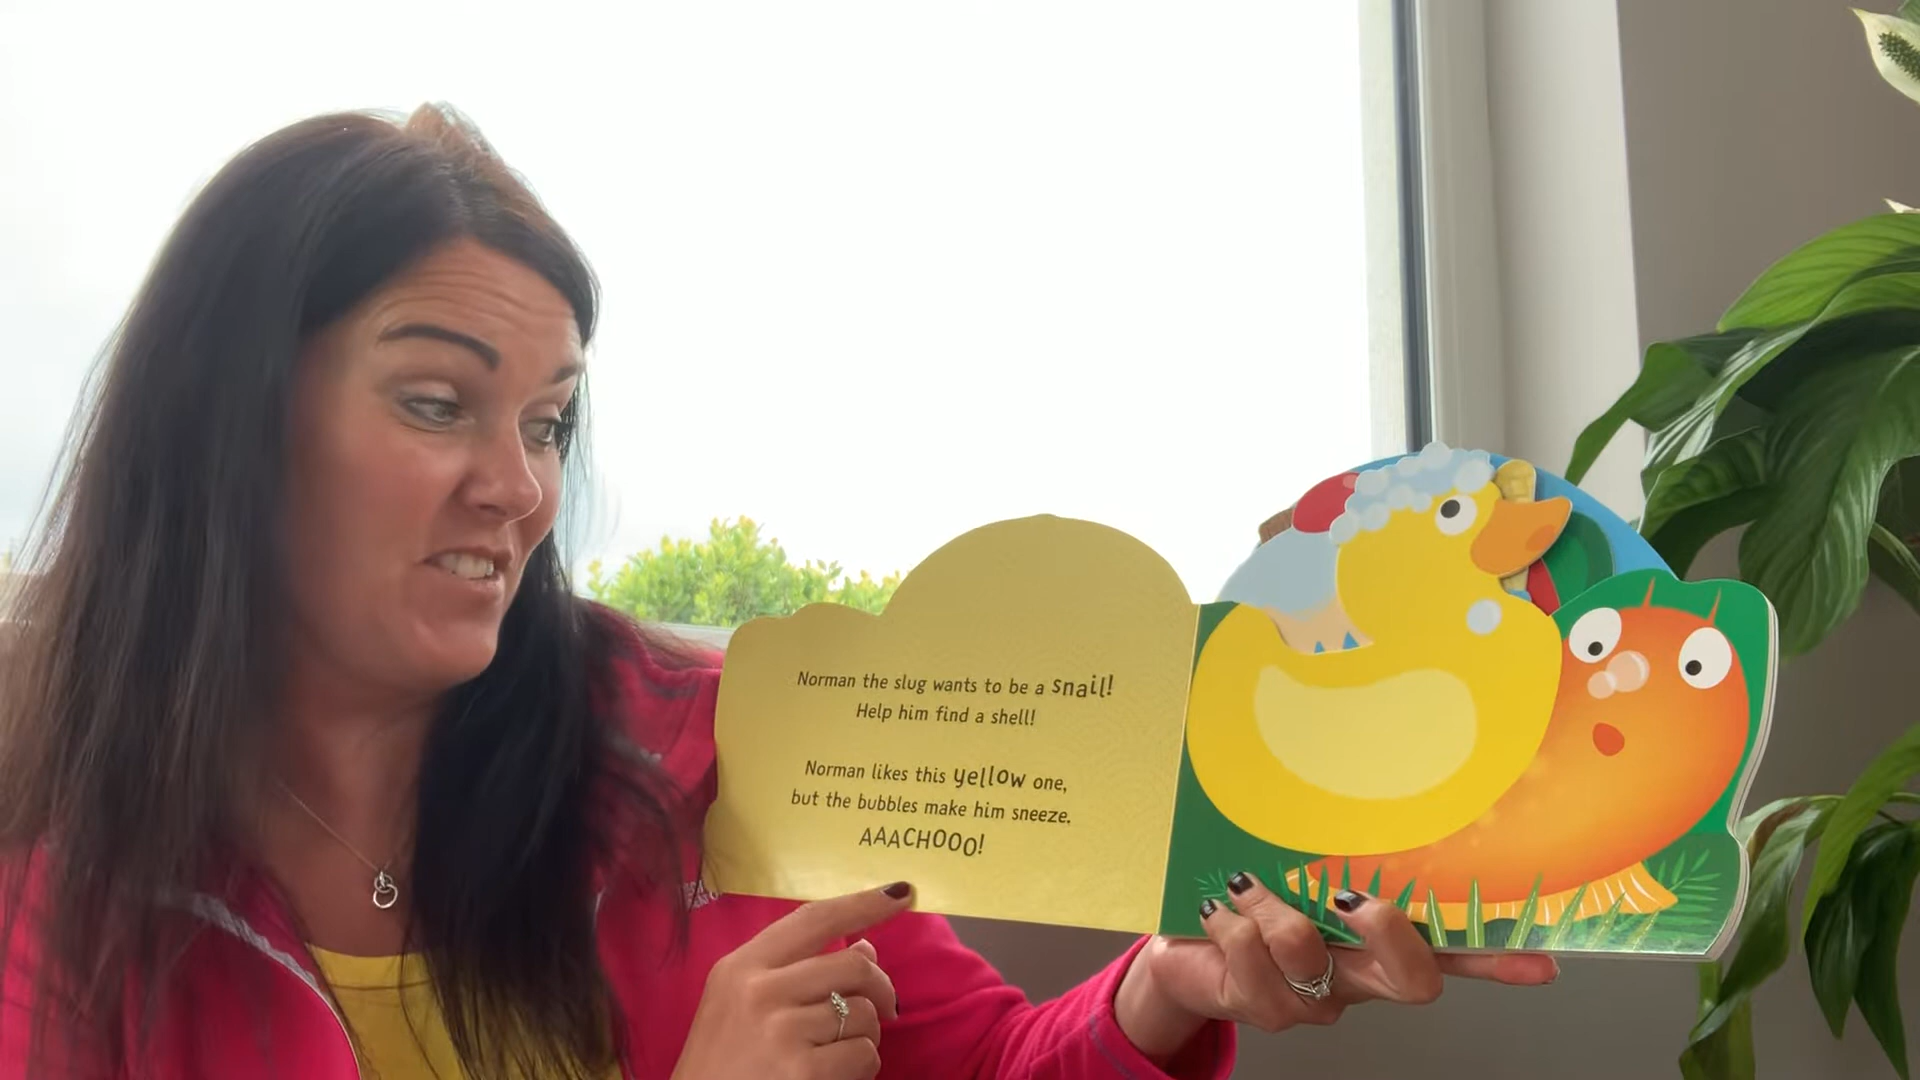 Norman the slug wants to be a snail!
Help him find a shell!
Norman likes this yellow one,
but the bubbles make him sneeze.
AAACHOOO!